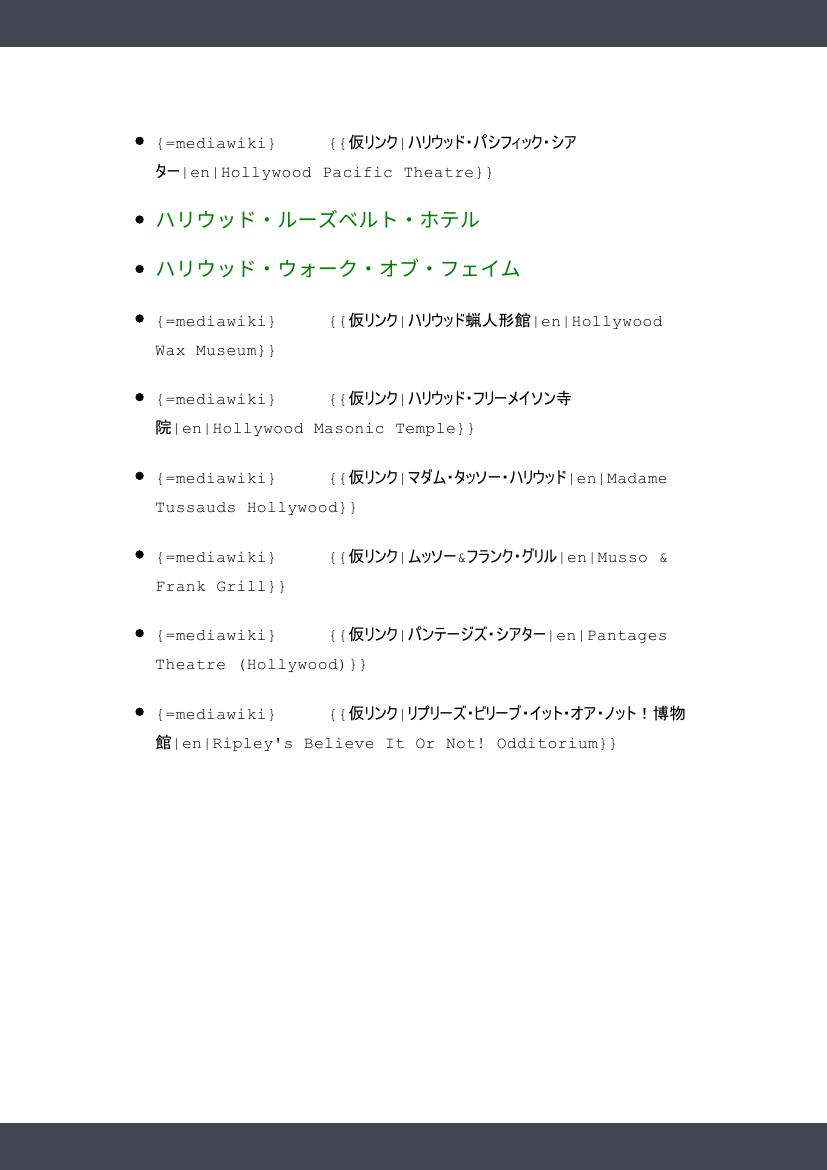 {=mediawiki} {{仮リンク|ハリウッド・パシフィック・シア
ター|en|Hollywood Pacific Theatre}}
ハリウッド・ルーズベルト・ホテル
ハリウッド・ウォーク・オブ・フェイム
{=mediawiki} {{仮リンク|ハリウッド蝋人形館|en|Hollywood
Wax Museum}}
{=mediawiki} {{仮リンク|ハリウッド・フリーメイソン寺
院|en|Hollywood Masonic Temple}}
{=mediawiki} {{仮リンク|マダム・タッソー・ハリウッド|en|Madame
Tussauds Hollywood}}
{=mediawiki} {{仮リンク|ムッソー&フランク・グリル|en|Musso &
Frank Grill}}
{=mediawiki} {{仮リンク|パンテージズ・シアター|en|Pantages
Theatre (Hollywood)}}
{=mediawiki} {{仮リンク|リプリーズ・ビリーブ・イット・オア・ノット！博物
館|en|Ripley's Believe It Or Not! Odditorium}}